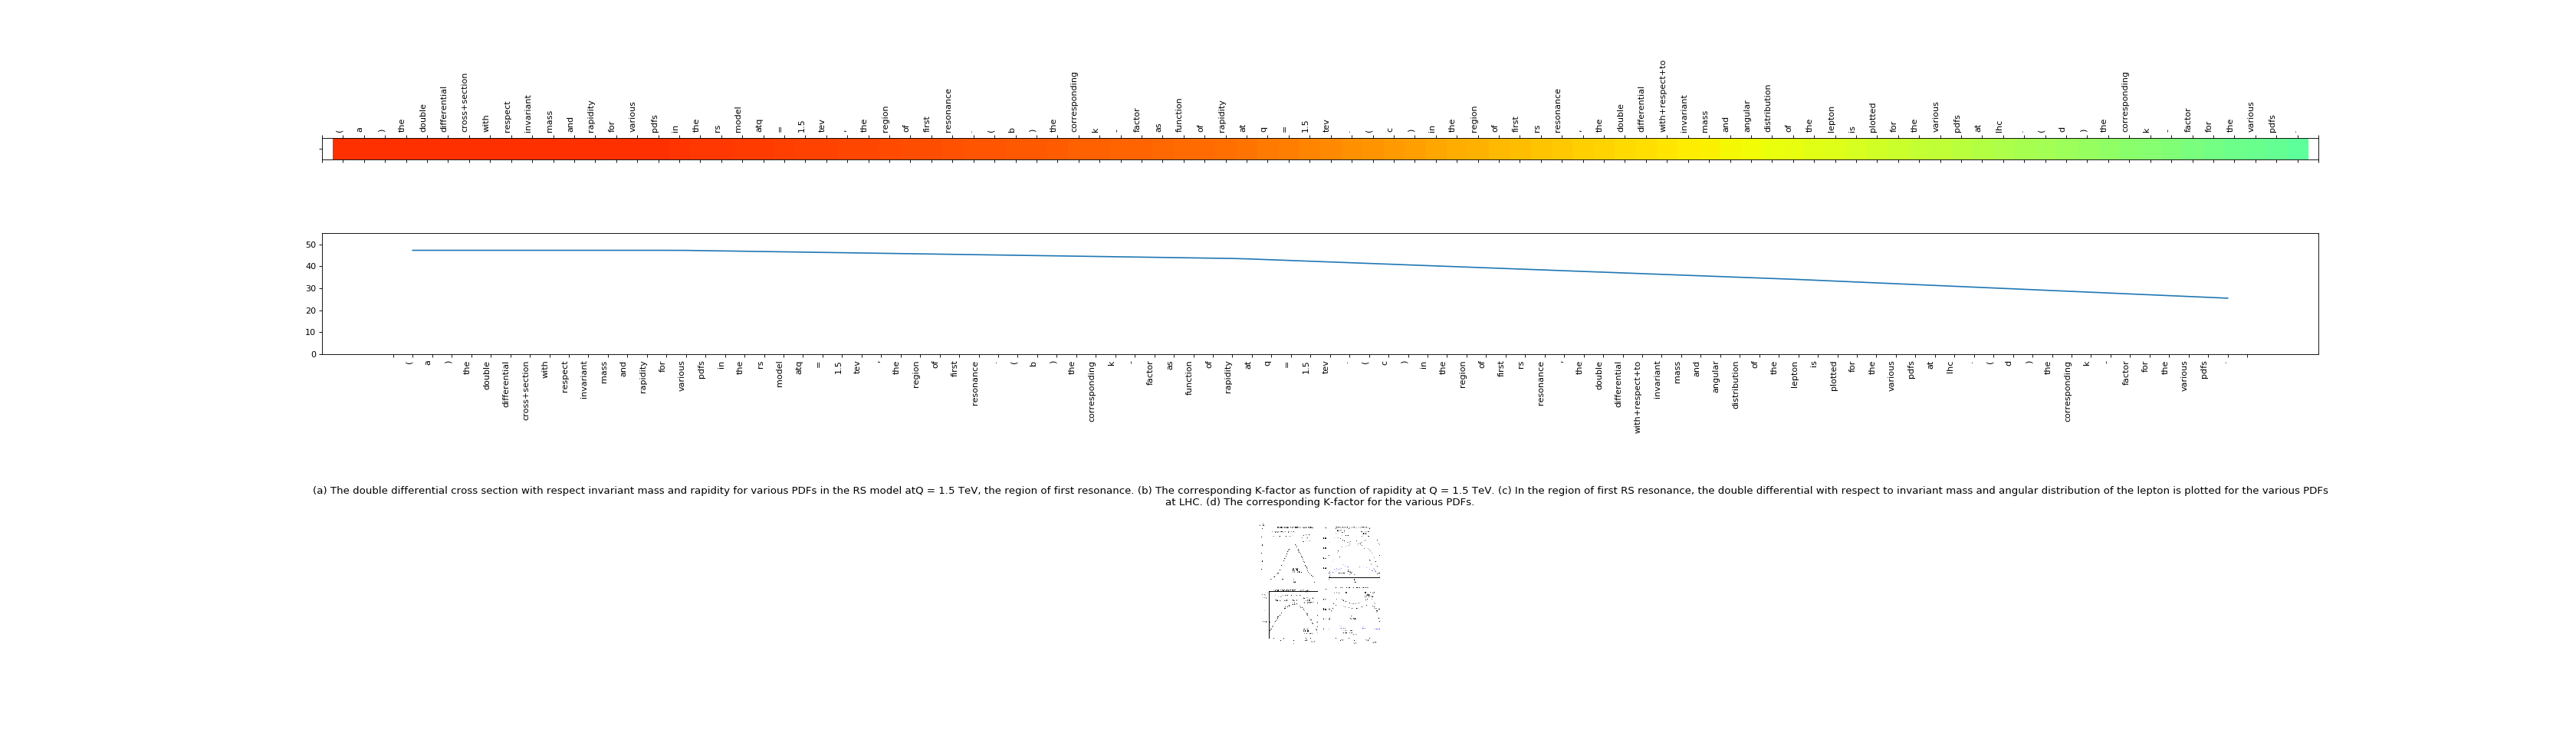 ( a ) the double differential cross+section with respect invariant mass and rapidity for various pdfs in the rs model atq = 1.5 tev , the region of first resonance . ( b ) the corresponding k - factor as function of rapidity at q = 1.5 tev . ( c ) in the region of first rs resonance , the double differential with+respect+to invariant mass and angular distribution of the lepton is plotted for the various pdfs at lhc . ( d ) the corresponding k - factor for the various pdfs .
50
40
30
20
10
0
( a ) the double differential cross+section with respect invariant mass and rapidity for various pdfs in the rs model atq = 1.5 tev , the region of first resonance . ( b ) the corresponding k - factor as function of rapidity at q = 1.5 tev . ( c ) in the region of first rs resonance , the double differential with+respect+to invariant mass and angular distribution of the lepton is plotted for the various pdfs at lhc . ( d ) the corresponding k - factor for the various pdfs .
(a) The double differential cross section with respect invariant mass and rapidity for various PDFs in the RS model atQ = 1.5 TeV, the region of first resonance. (b) The corresponding K-factor as function of rapidity at Q = 1.5 TeV. (c) In the region of first RS resonance, the double differential with respect to invariant mass and angular distribution of the lepton is plotted for the various PDFs
at LHC. (d) The corresponding K-factor for the various PDFs.